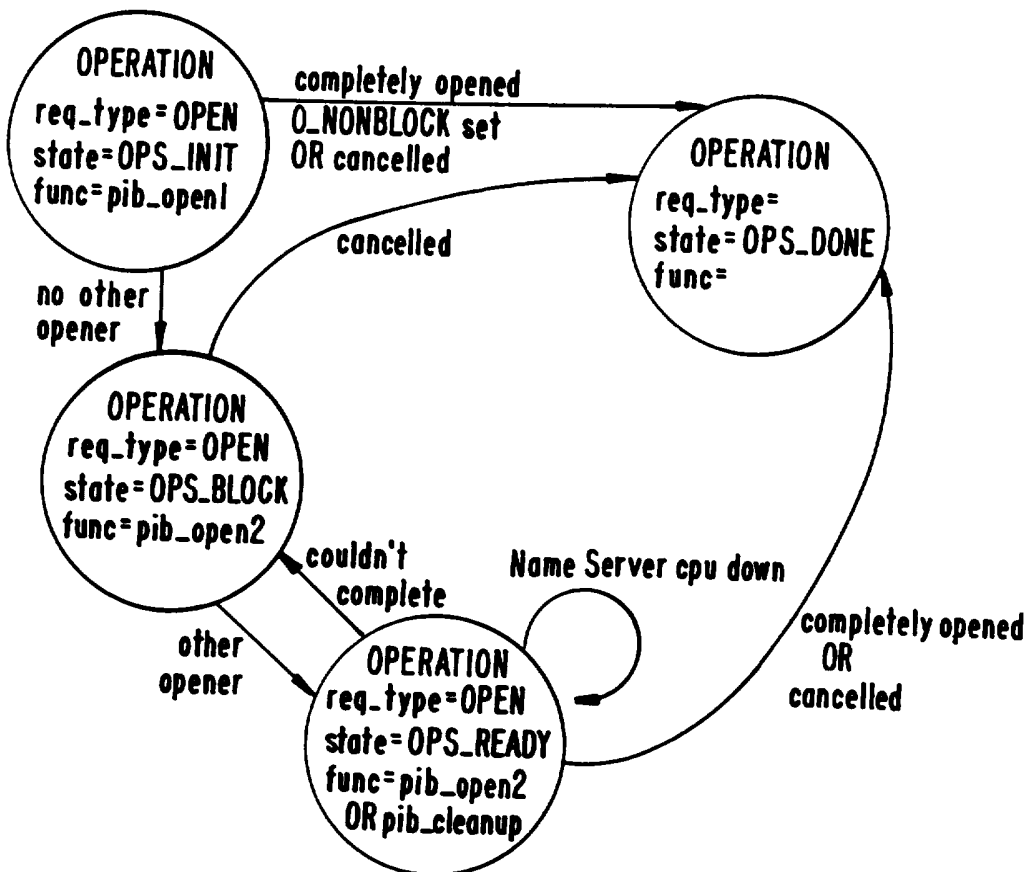 OPERATION
req_type=OPEN
state=OPS_INIT
func=pib_open1
completely opened
O_NONBLOCK set
OR cancelled
OPERATION
req_type=
state=OPS_DONE
func=
cancelled
no other
opener
OPERATION
req_type=OPEN
state=OPS_BLOCK
func=pib_open2
couldn't
complete
Name Server cpu down
other
opener
OPERATION
req_type=OPEN
state=OPS_READY
func=pib_open2
OR pib_cleanup
completely opened
OR
cancelled